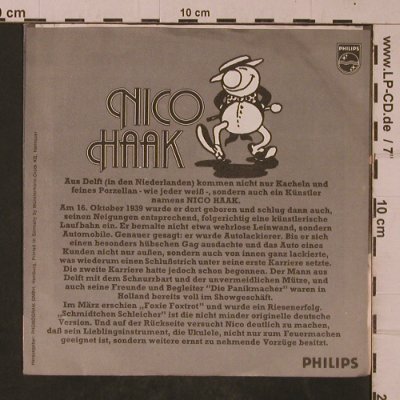 10 cm
10 cm
PHILIPS
NICO
HAAK
Aus Delft (in den Niederlanden) kommen nicht nur Kacheln und
feines Porzellan - wie jeder weiß -, sondern auch ein Künstler
namens NICO HAAK.
Am 16. Oktober 1939 wurde er dort geboren und schlug dann auch,
seinen Neigungen entsprechend, folgerichtig eine künstlerische
Laufbahn ein. Er bemalte nicht etwa wehrlose Leinwand, sondern
Automobile. Genauer gesagt: er wurde Autolackierer. Bis er sich
einen besonders hübschen Gag ausdachte und das Auto eines
Kunden nicht nur außen, sondern auch von innen ganz lackierte,
was wiederum einen Schlußstrich unter seine erste Karriere setzte.
Die zweite Karriere hatte jedoch schon begonnen. Der Mann aus
Delft mit dem Schnurrbart und der unvermeidlichen Mütze, und
auch seine Freunde und Begleiter "Die Panikmacher" waren in
Holland bereits voll im Showgeschäft.
Im März erschien „Foxie Foxtrot" und wurde ein Riesenerfolg.
„Schmidtchen Schleicher" ist die nicht minder originelle deutsche
Version. Und auf der Rückseite versucht Nico deutlich zu machen,
daß sein Lieblingsinstrument, die Ukulele, nicht nur zum Feuermachen
geeignet ist, sondern weitere ernst zu nehmende Vorzüge besitzt.
PHILIPS
www.LP-CD.de / 7"
10 cm